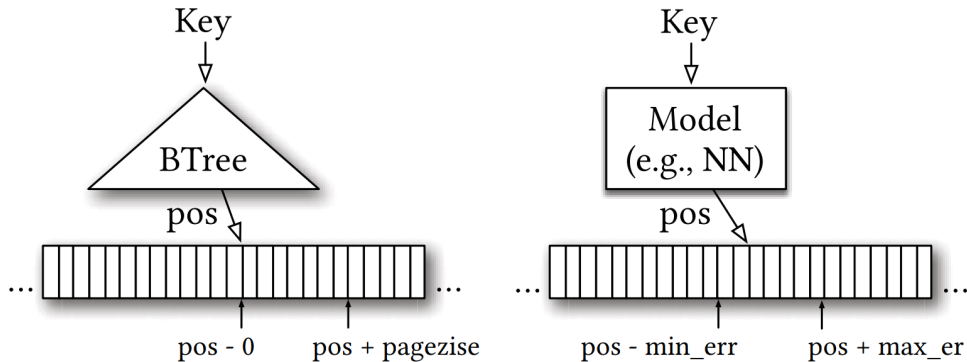 Key
BTree
pos
... ...
pos - 0 pos + pagezise
Key
Model
(e.g., NN)
pos
... ...
pos - min_err pos + max_er